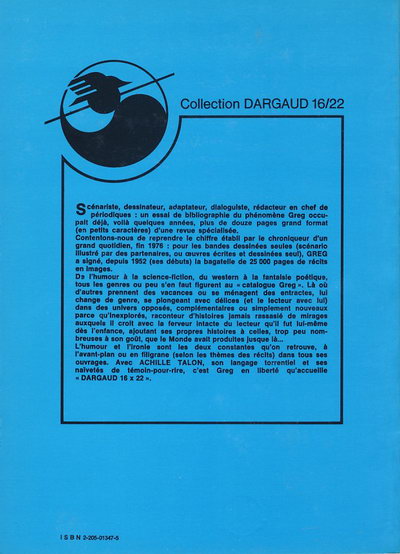 Collection DARGAUD 16/22
Scénariste, dessinateur, adaptateur, dialoguiste, rédacteur en chef de
périodiques : un essai de bibliographie du phénomène Greg occu-
pait déjà, voilà quelques années, plus de douze pages grand format
(en petits caractères) d'une revue spécialisée.
Contentons-nous de reprendre le chiffre établi par le chroniqueur d'un
grand quotidien, fin 1976 : pour les bandes dessinées seules (scénario
illustré par des partenaires, ou œuvres écrites et dessinées seul), GREG
a signé, depuis 1952 (ses débuts) la bagatelle de 25 000 pages de récits
en images.
De l'humour à la science-fiction, du western à la fantaisie poétique,
tous les genres ou peu s'en faut figurent au « catalogue Greg ». Là où
d'autres prennent des vacances ou se ménagent des entractes, lui
change de genre, se plongeant avec délices (et le lecteur avec lui)
dans des univers opposés, complémentaires ou simplement nouveaux
parce qu'inexplorés, raconteur d'histoires jamais rassasié de mirages
auxquels il croit avec la ferveur intacte du lecteur qu'il fut lui-même
dès l'enfance, ajoutant ses propres histoires à celles, trop peu nom-
breuses à son goût, que le Monde avait produites jusque là...
L'humour et l'ironie sont les deux constantes qu'on retrouve, à
l'avant-plan ou en filigrane (selon les thèmes des récits) dans tous ses
ouvrages. Avec ACHILLE TALON, son langage torrentiel et ses
naïvetés de témoin-pour-rire, c'est Greg en liberté qu'accueille
« DARGAUD 16 x 22 ».
ISBN 2-205-01347-5